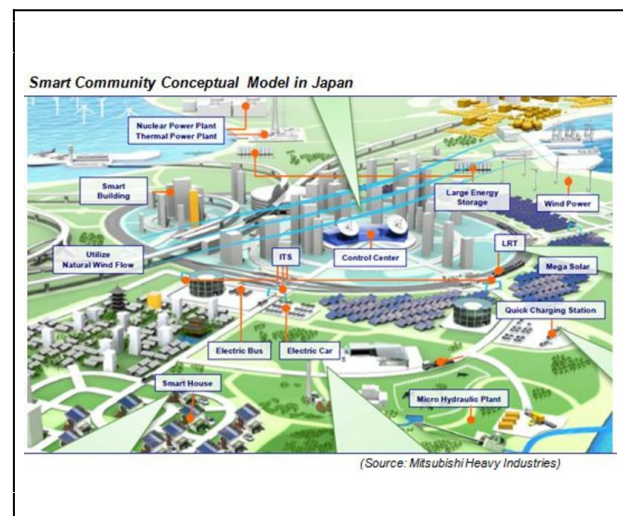 Smart Community Conceptual Model in Japan
Nuclear Power Plant
Thermal Power Plant
Smart
Building
Large Energy
Storage
Wind Power
Utilize
Natural Wind Flow
ITS
Control Center
LRT
Mega Solar
Quick Charging Station
Electric Bus
Electric Car
Smart House
Micro Hydraulic Plant
(Source: Mitsubishi Heavy Industries)